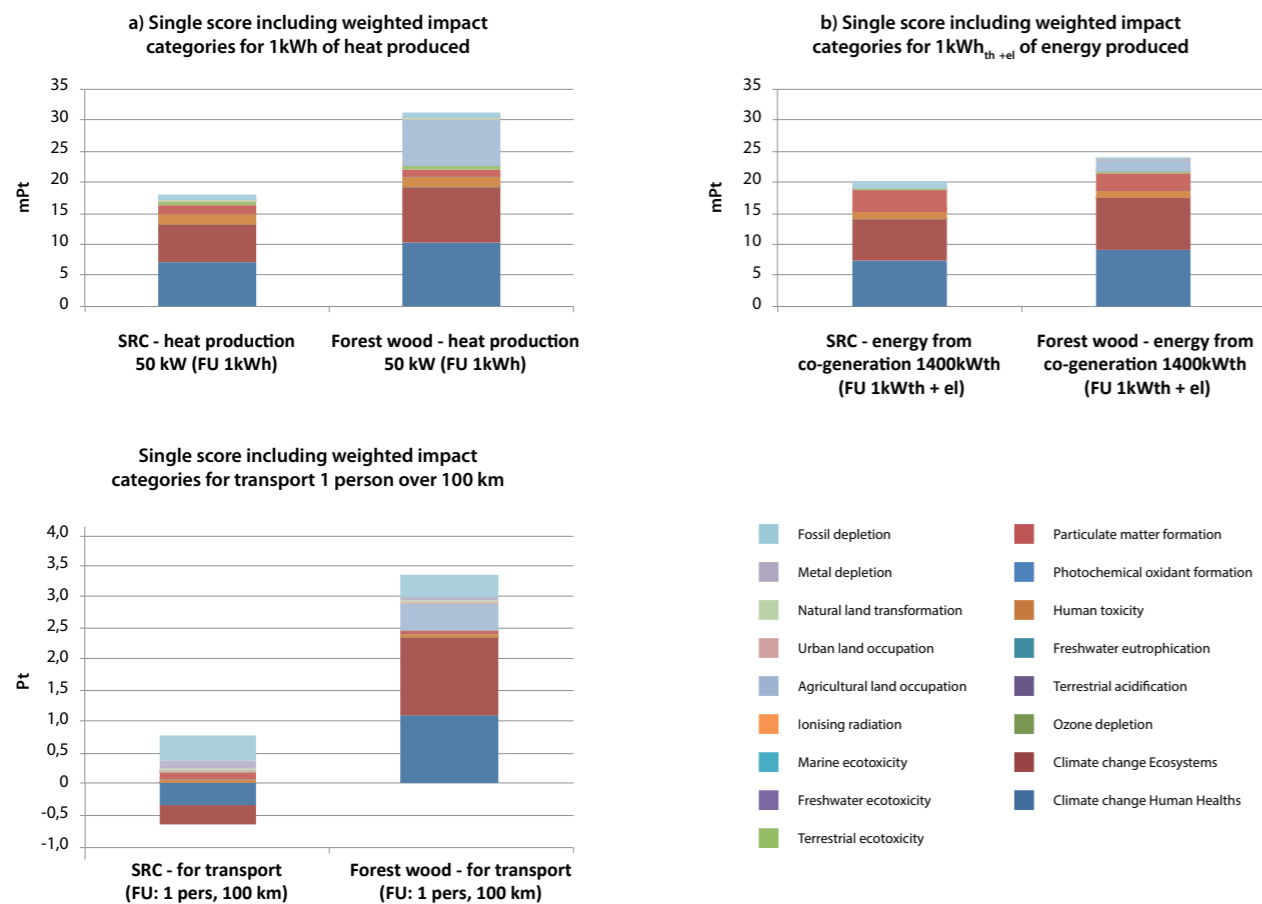 a) Single score including weighted impact
categories for 1kWh of heat produced
35
30
25
20
15
10
5
0
mPt
SRC - heat production
50 kW (FU 1kWh)
Forest wood - heat production
50 kW (FU 1kWh)
b) Single score including weighted impact
categories for 1kWh th +el of energy produced
35
30
25
20
15
10
5
0
mPt
SRC - energy from
co-generation 1400kWth
(FU 1kWth + el)
Forest wood - energy from
co-generation 1400kWth
(FU 1kWth + el)
Single score including weighted impact
categories for transport 1 person over 100 km
4,0
3,5
3,0
2,5
2,0
1,5
1,0
0,5
0
-0,5
-1,0
Pt
SRC - for transport
(FU: 1 pers, 100 km)
Forest wood - for transport
(FU: 1 pers, 100 km)
Fossil depletion
Metal depletion
Natural land transformation
Urban land occupation
Agricultural land occupation
Ionising radiation
Marine ecotoxicity
Freshwater ecotoxicity
Terrestrial ecotoxicity
Particulate matter formation
Photochemical oxidant formation
Human toxicity
Freshwater eutrophication
Terrestrial acidification
Ozone depletion
Climate change Ecosystems
Climate change Human Healths